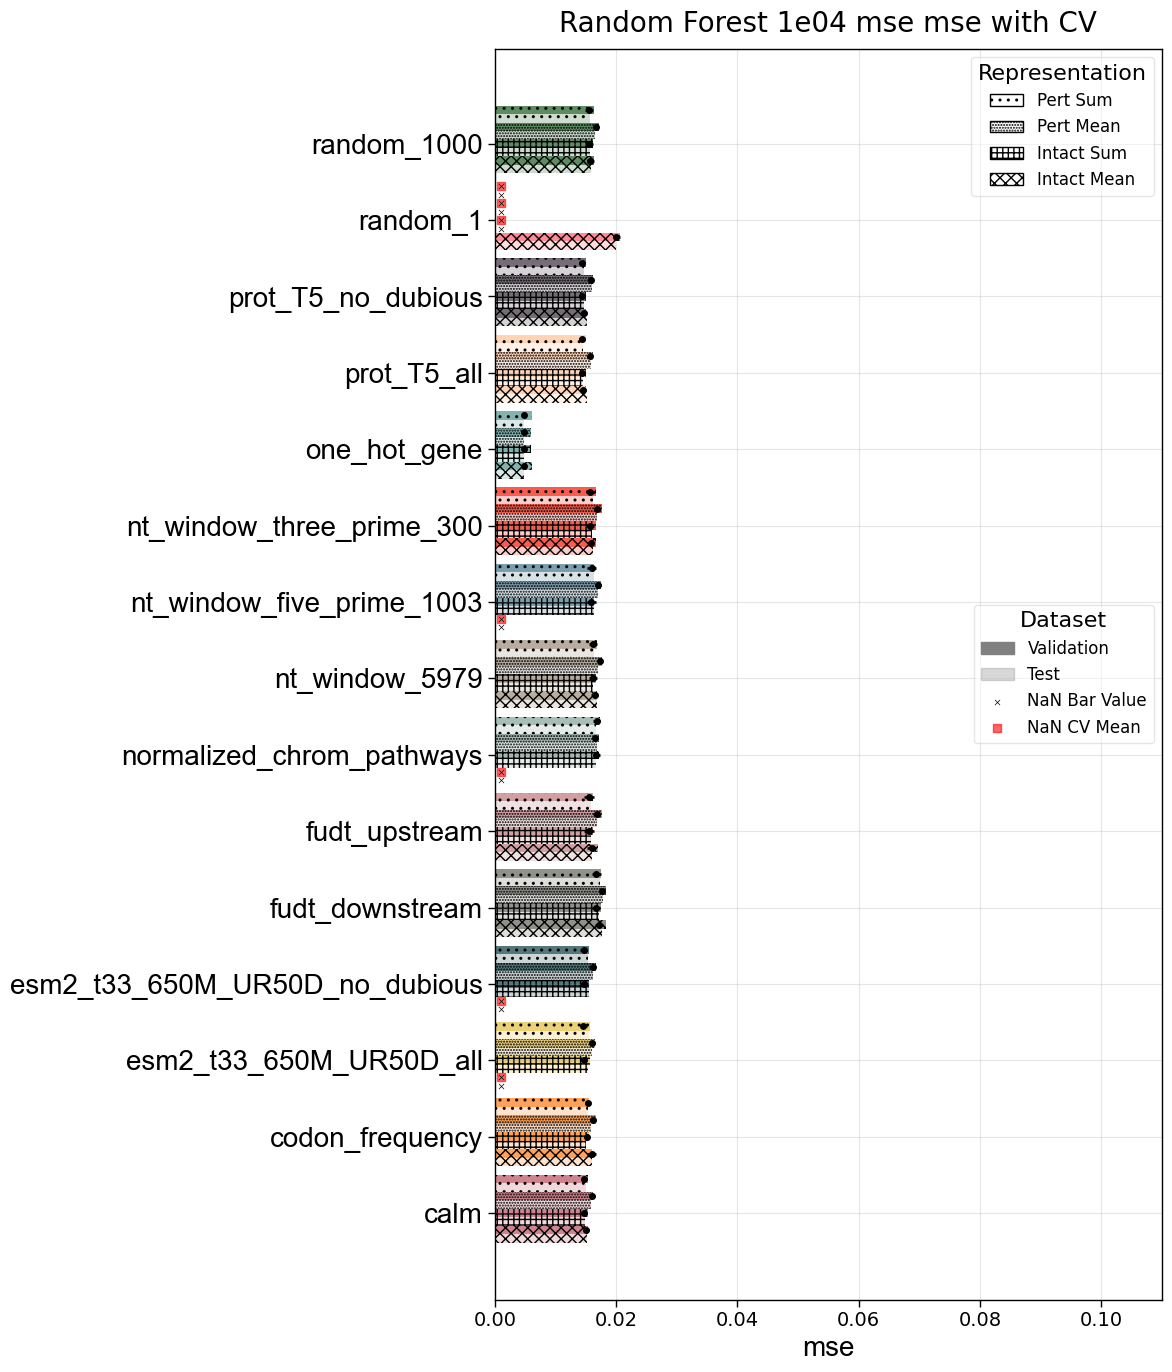 Random Forest 1e04 mse mse with CV
Representation
Pert Sum
Pert Mean
Intact Sum
Intact Mean
random_1000
random_1
prot_T5_no_dubious
prot_T5_all
one_hot_gene
nt_window_three_prime_300
nt_window_five_prime_1003
Dataset
Validation
Test
NaN Bar Value
NaN CV Mean
nt_window_5979
normalized_chrom_pathways
fudt_upstream
fudt_downstream
esm2_t33_650M_UR50D_no_dubious
esm2_t33_650M_UR50D_all
codon_frequency
calm
0.00 0.02 0.04 0.06 0.08 0.10
mse